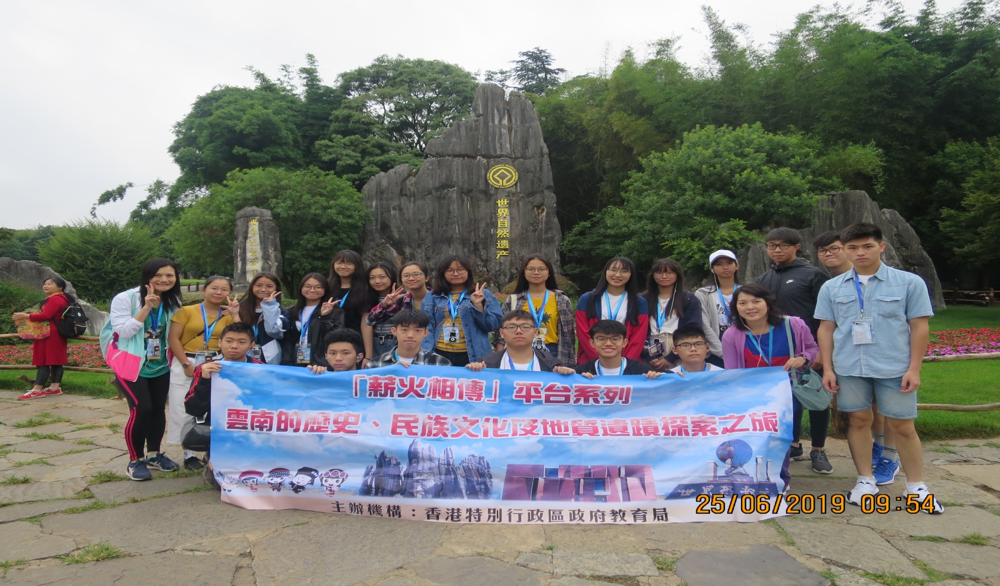 世界自然遗产
「薪火相傳」平台系列
雲南的歷史、民族文化及地質遺蹟探索之旅
主辦機構：香港特別行政區政府教育局
25/06/2019 09:54